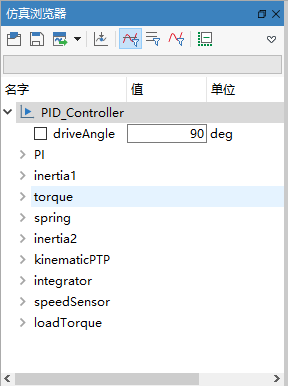 仿真浏览器
名字 值 单位
PID_Controller
driveAngle 90 deg
PI
inertia1
torque
spring
inertia2
kinematicPTP
integrator
speedSensor
loadTorque